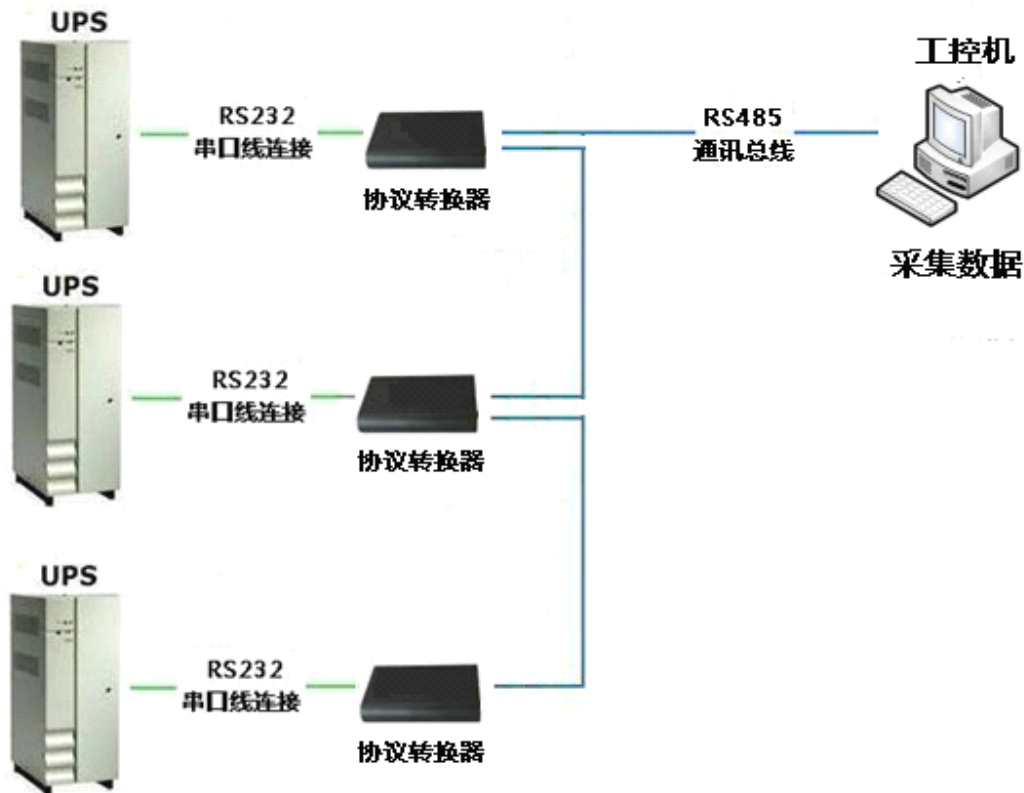 UPS
工控机
RS232
串口线连接
RS485
通讯总线
协议转换器
采集数据
UPS
RS232
串口线连接
协议转换器
UPS
RS232
串口线连接
协议转换器